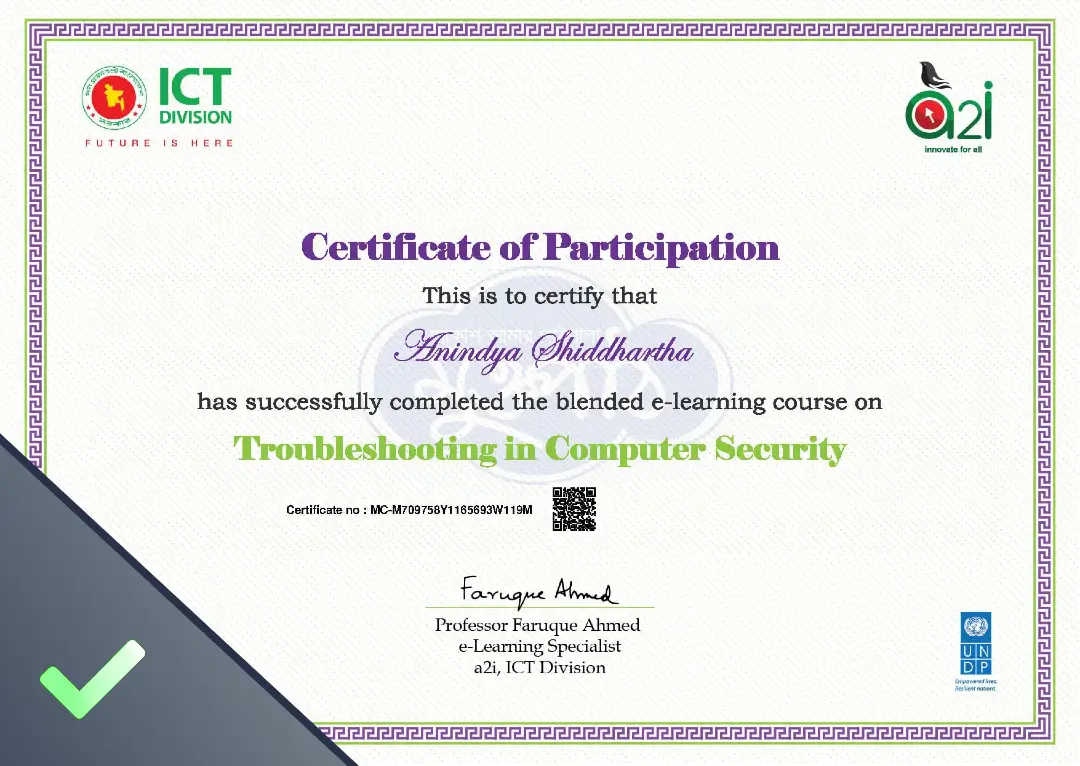 ICT
DIVISION
FUTURE IS HERE
a2i
innovate for all
Certificate of Participation
This is to certify that
Anindya Shiddhartha
has successfully completed the blended e-learning course on
Troubleshooting in Computer Security
Certificate no : MC-M709758Y1165693W119M
Faruque Ahmed
Professor Faruque Ahmed
e-Learning Specialist
a2i, ICT Division
UN
DP
Empowered lives.
Resilient nations.